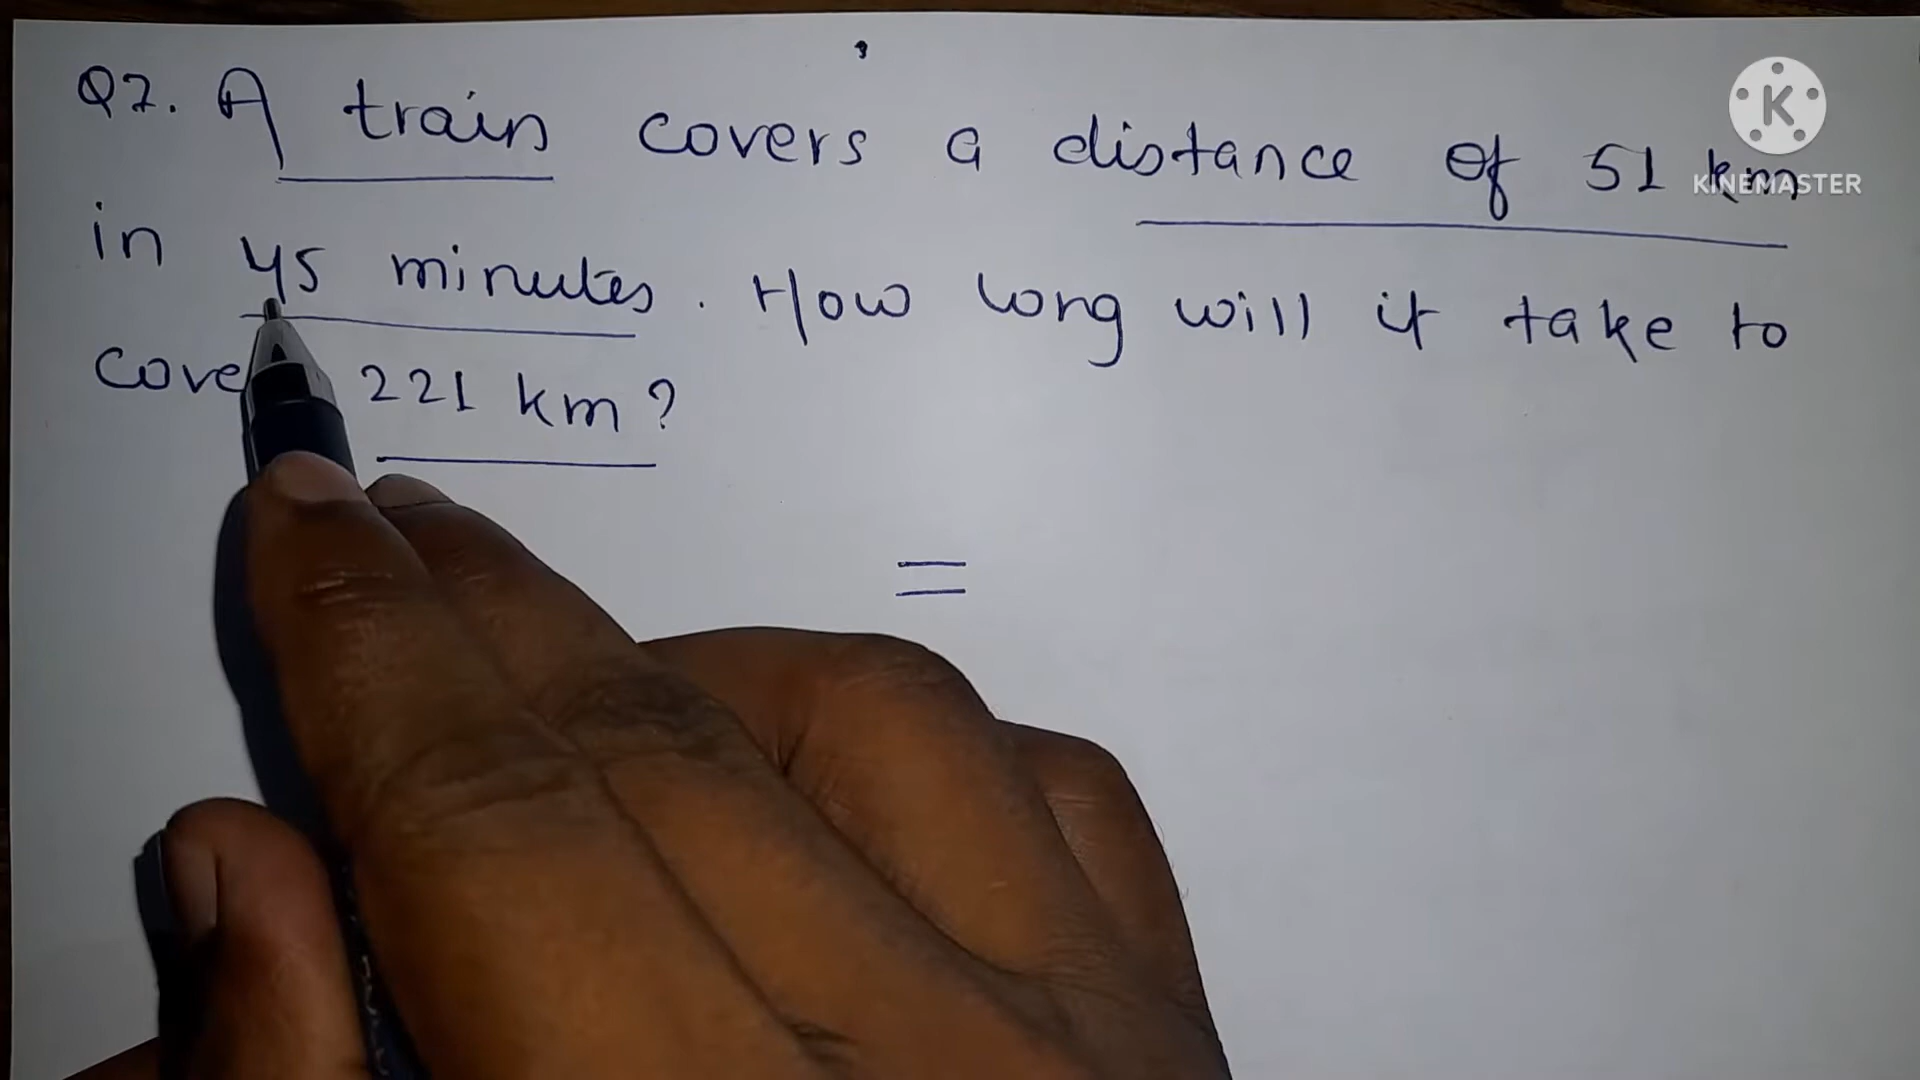 Q7. A train covers a distance of 51 km
in 45 minutes. How long will it take to
cove 221 km?
=
K
KINEMASTER